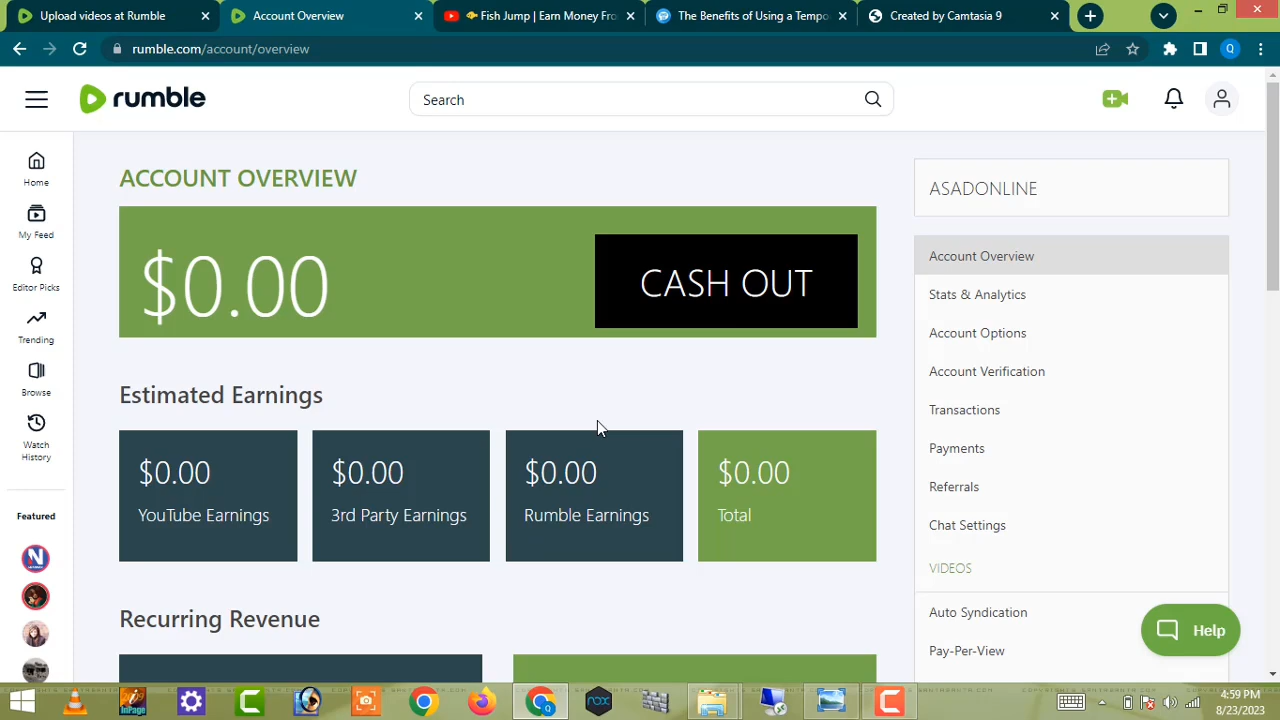 Upload videos at Rumble
Account Overview
Fish Jump | Earn Money Fro
The Benefits of Using a Tempo
Created by Camtasia 9
rumble.com/account/overview
Q
rumble
Search
Home
My Feed
Editor Picks
Trending
Browse
Watch
History
Featured
ACCOUNT OVERVIEW
$0.00
CASH OUT
Estimated Earnings
$0.00
YouTube Earnings
$0.00
3rd Party Earnings
$0.00
Rumble Earnings
$0.00
Total
Recurring Revenue
ASADONLINE
Account Overview
Stats & Analytics
Account Options
Account Verification
Transactions
Payments
Referrals
Chat Settings
VIDEOS
Auto Syndication
Pay-Per-View
Help
4:59 PM
8/23/2023